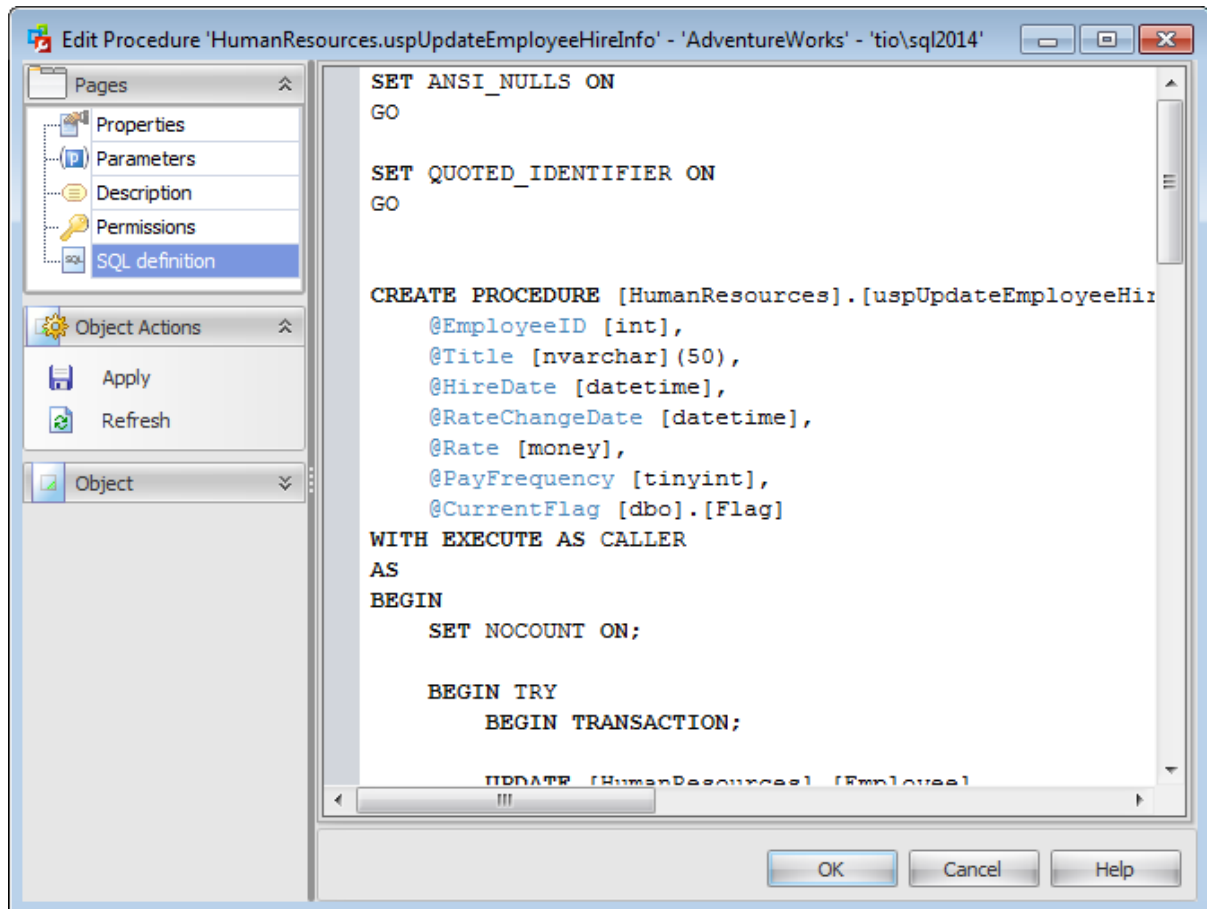 Edit Procedure 'HumanResources.uspUpdateEmployeeHireInfo' - 'AdventureWorks' - 'tio\sql2014'
Pages
Properties
Parameters
Description
Permissions
SQL definition
Object Actions
Apply
Refresh
Object
SET ANSI_NULLS ON
GO
SET QUOTED_IDENTIFIER ON
GO
CREATE PROCEDURE [HumanResources].[uspUpdateEmployeeHir
@EmployeeID [int],
@Title [nvarchar](50),
@HireDate [datetime],
@RateChangeDate [datetime],
@Rate [money],
@PayFrequency [tinyint],
@CurrentFlag [dbo].[Flag]
WITH EXECUTE AS CALLER
AS
BEGIN
SET NOCOUNT ON;
BEGIN TRY
BEGIN TRANSACTION;
UPDATE [HumanResources].[Employee]
OK
Cancel
Help